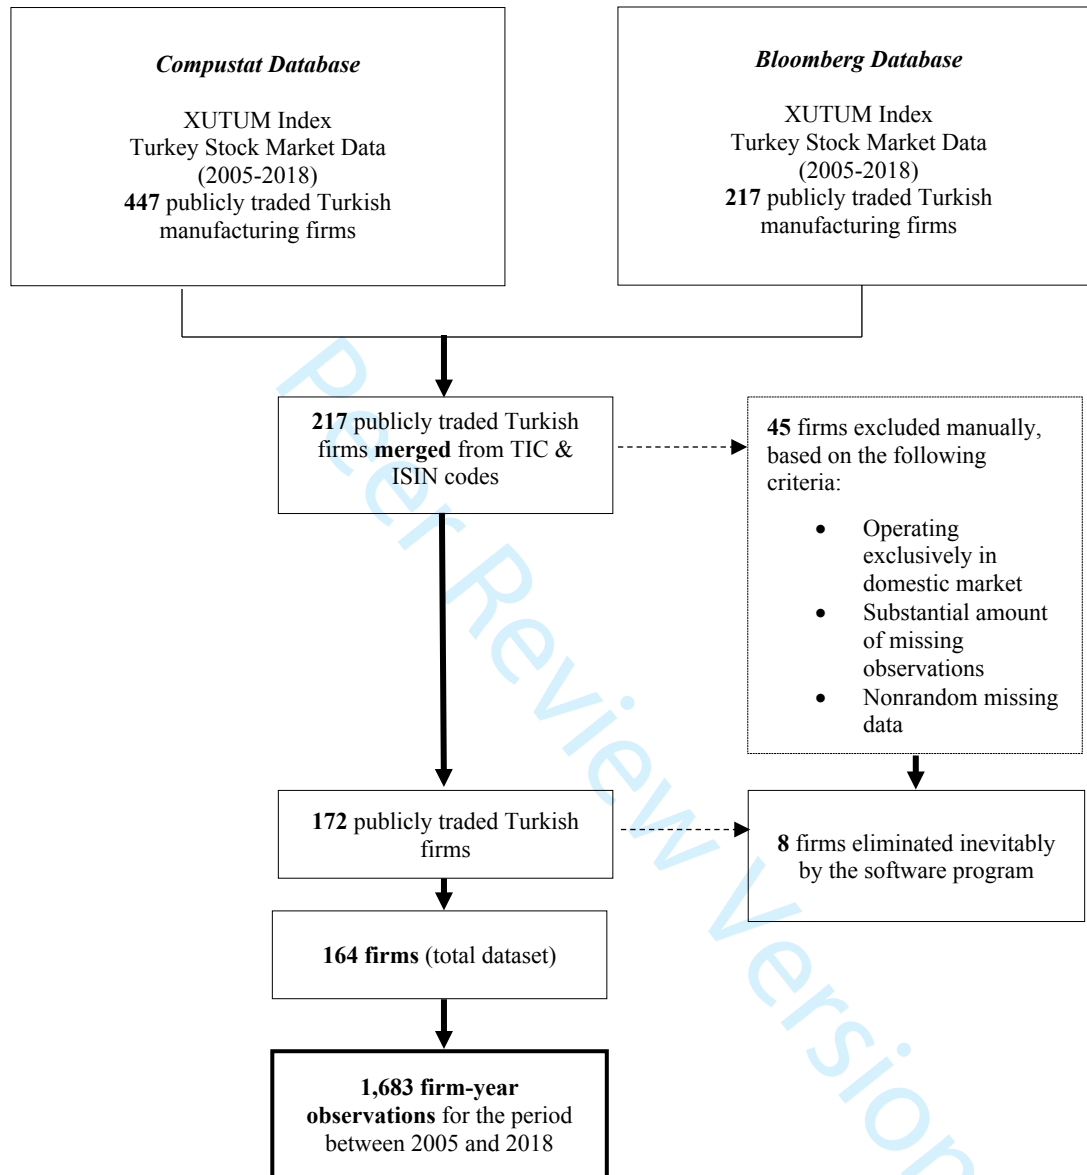 Compustat Database
XUTUM Index
Turkey Stock Market Data
(2005-2018)
447 publicly traded Turkish
manufacturing firms
Bloomberg Database
XUTUM Index
Turkey Stock Market Data
(2005-2018)
217 publicly traded Turkish
manufacturing firms
217 publicly traded Turkish
firms merged from TIC &
ISIN codes
45 firms excluded manually,
based on the following
criteria:
• Operating
exclusively in
domestic market
• Substantial amount
of missing
observations
• Nonrandom missing
data
172 publicly traded Turkish
firms
8 firms eliminated inevitably
by the software program
164 firms (total dataset)
1,683 firm-year
observations for the period
between 2005 and 2018
Peer Review Version